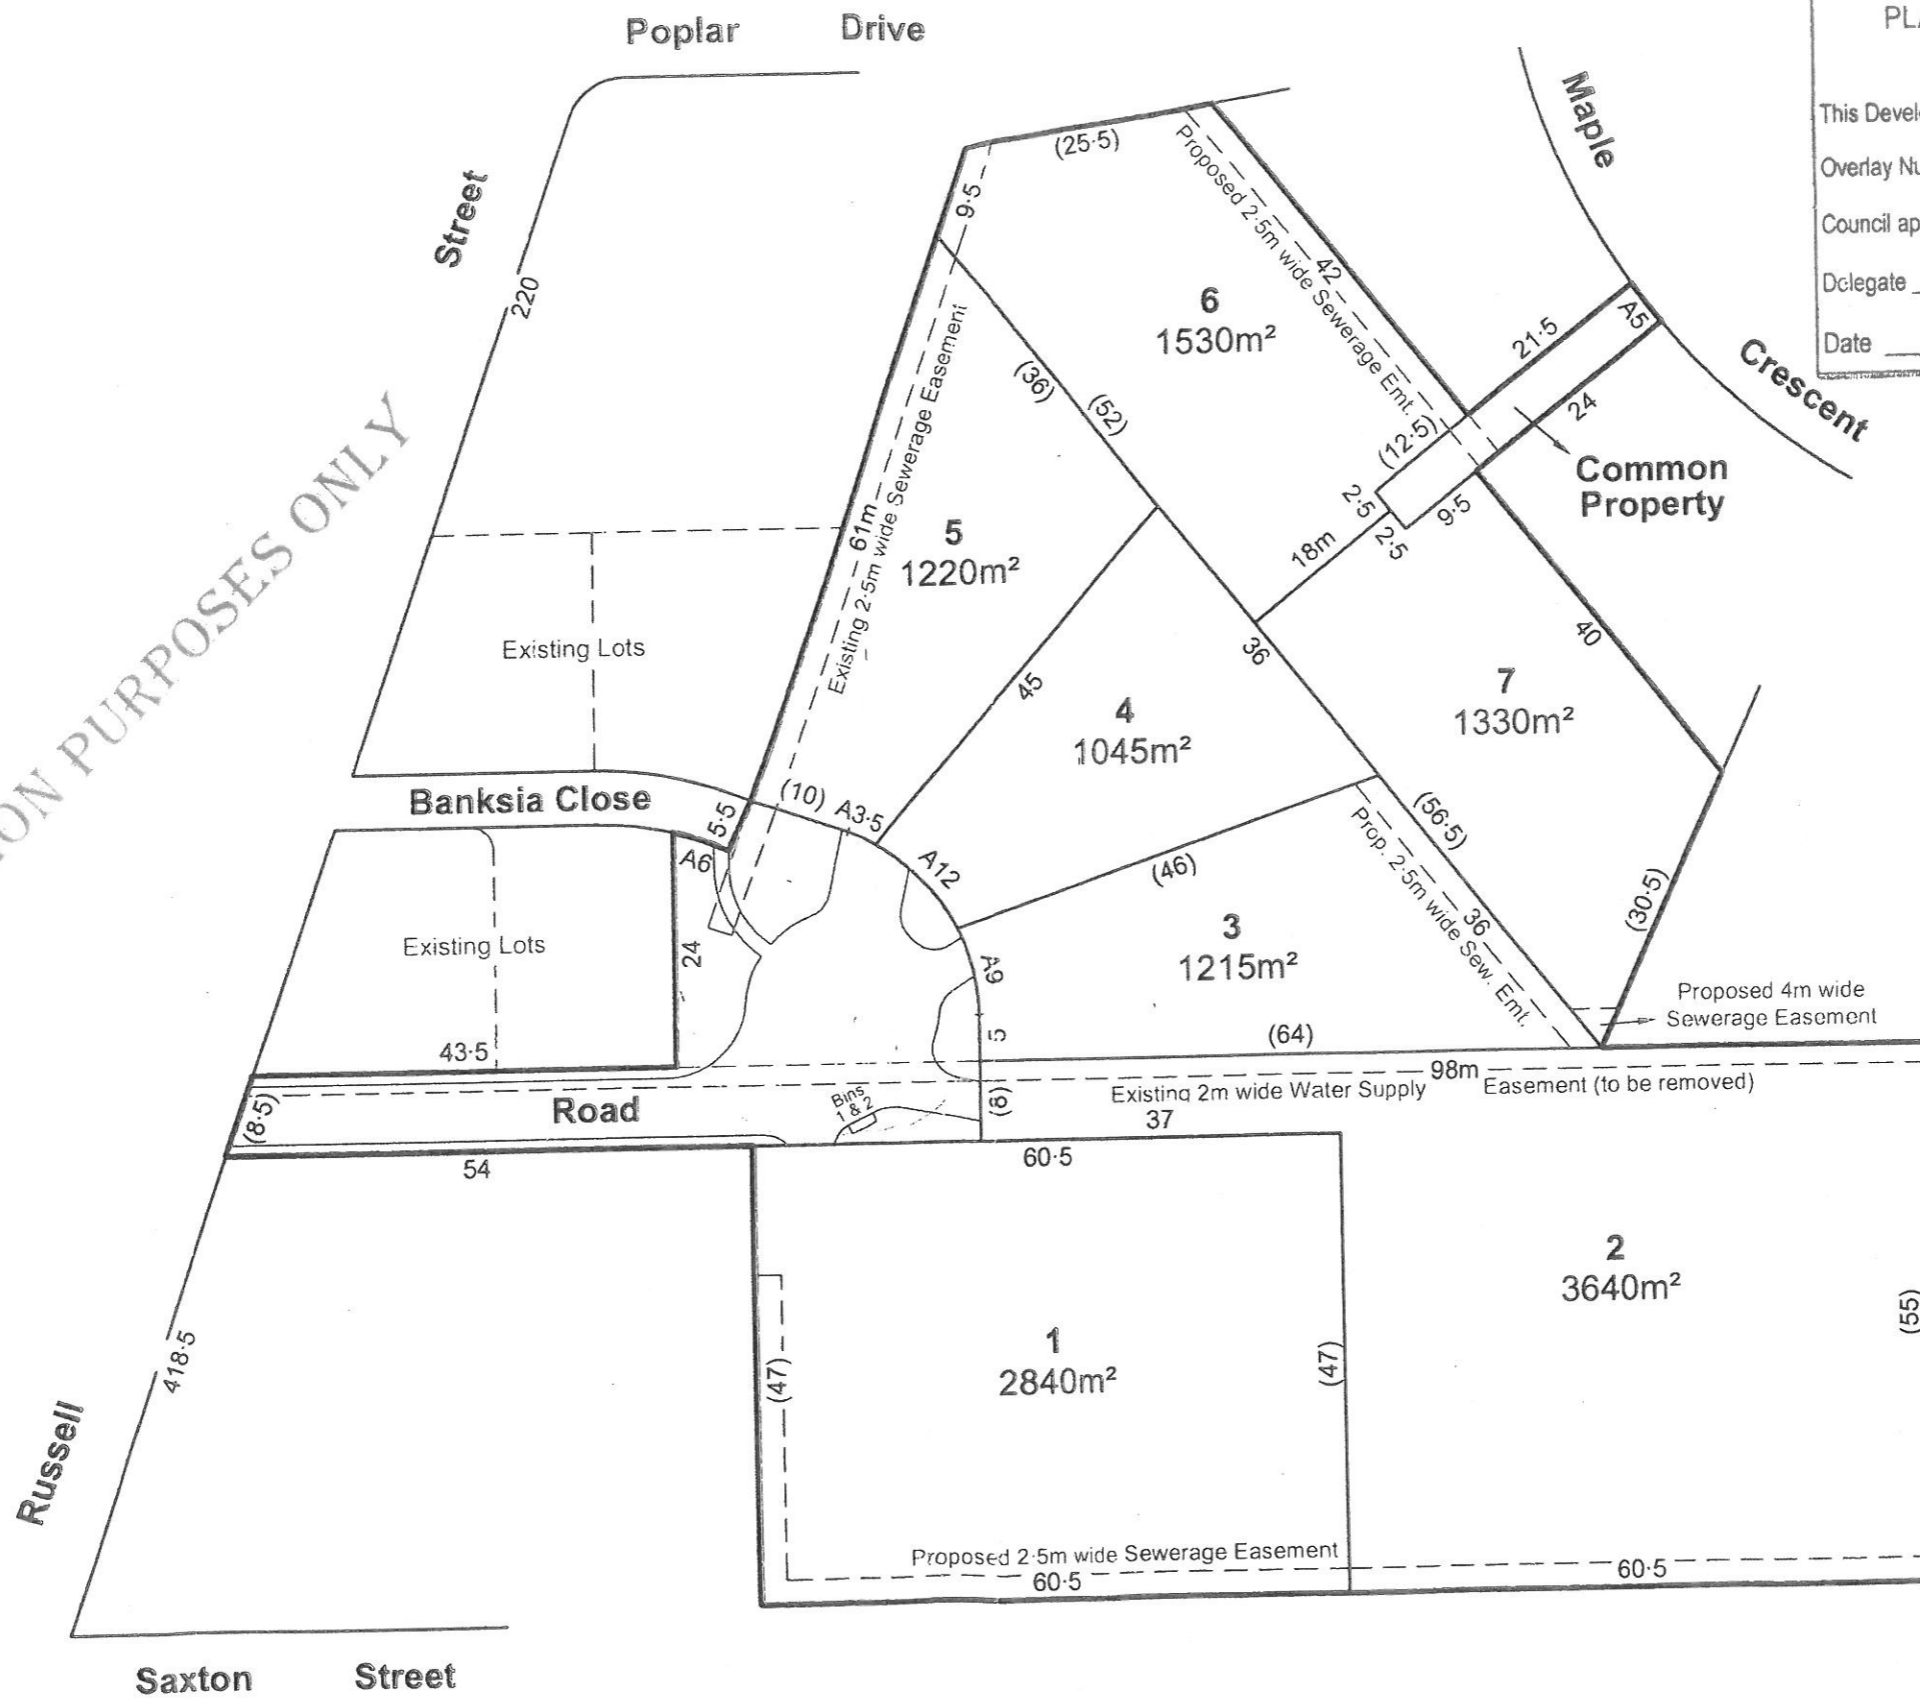 Poplar Drive
PL
This Devel
Overlay Nu
Council ap
Delegate
Date
Maple
Crescent
Street
220
(25·5)
9·5
Proposed 2·5m wide Sewerage Emt.
42
6
1530m²
21·5
A5
24
(12·5)
Common
Property
2·5
2·5
9·5
18m
(36)
(52)
61m
Existing 2·5m wide Sewerage Easement
5
1220m²
45
36
40
7
1330m²
4
1045m²
Existing Lots
ON PURPOSES ONLY
Banksia Close
5·5
(10)
A3·5
A6
A12
(46)
(56·5)
Prop. 2·5m wide Sew. Emt.
36
(30·5)
3
1215m²
Existing Lots
24
A9
5
43·5
(64)
Proposed 4m wide
Sewerage Easement
98m
Existing 2m wide Water Supply Easement (to be removed)
(8·5)
Road
Bins
1 & 2
(6)
37
54
60·5
1
2840m²
2
3640m²
(47)
(47)
(55)
418·5
Russell
Proposed 2·5m wide Sewerage Easement
60·5
60·5
Saxton Street